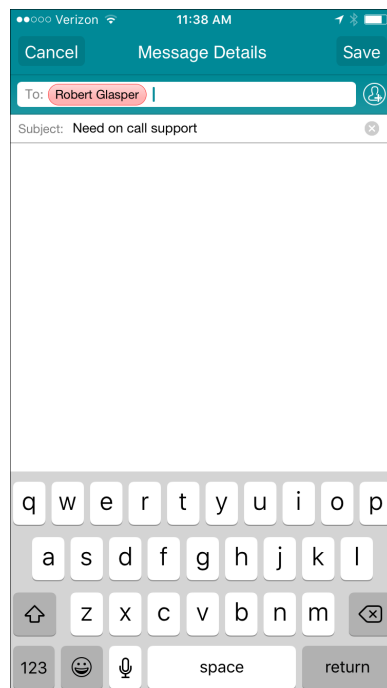 Verizon 11:38 AM
Cancel Message Details Save
To: Robert Glasper
Subject: Need on call support
q w e r t y u i o p
a s d f g h j k l
z x c v b n m
123 space return